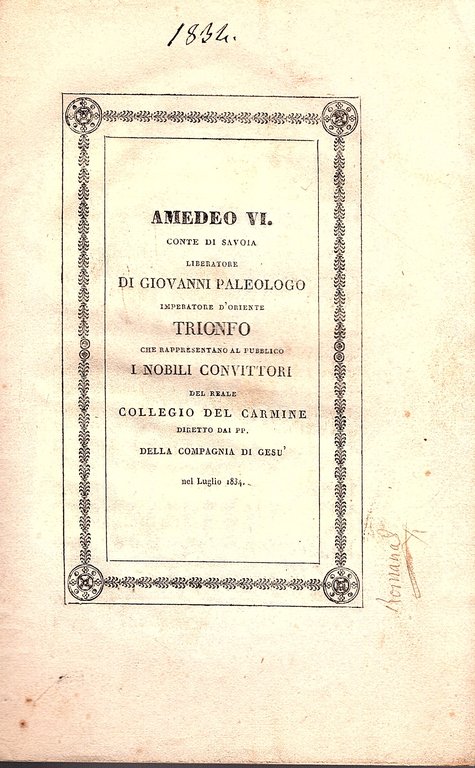 1834.
AMEDEO VI.
CONTE DI SAVOIA
LIBERATORE
DI GIOVANNI PALEOLOGO
IMPERATORE D'ORIENTE
TRIONFO
CHE RAPPRESENTANO AL PUBBLICO
I NOBILI CONVITTORI
DEL REALE
COLLEGIO DEL CARMINE
DIRETTO DAI PP.
DELLA COMPAGNIA DI GESU'
nel Luglio 1834.